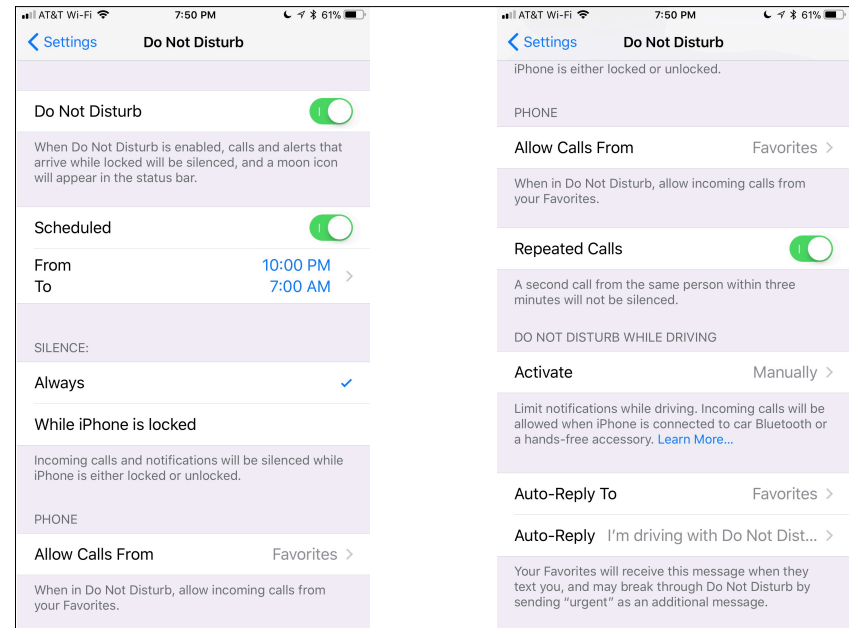 AT&T Wi-Fi 7:50 PM 61%
Settings Do Not Disturb
Do Not Disturb
When Do Not Disturb is enabled, calls and alerts that
arrive while locked will be silenced, and a moon icon
will appear in the status bar.
Scheduled
From 10:00 PM
To 7:00 AM
SILENCE:
Always
While iPhone is locked
Incoming calls and notifications will be silenced while
iPhone is either locked or unlocked.
PHONE
Allow Calls From Favorites
When in Do Not Disturb, allow incoming calls from
your Favorites.
AT&T Wi-Fi 7:50 PM 61%
Settings Do Not Disturb
iPhone is either locked or unlocked.
PHONE
Allow Calls From Favorites
When in Do Not Disturb, allow incoming calls from
your Favorites.
Repeated Calls
A second call from the same person within three
minutes will not be silenced.
DO NOT DISTURB WHILE DRIVING
Activate Manually
Limit notifications while driving. Incoming calls will be
allowed when iPhone is connected to car Bluetooth or
a hands-free accessory. Learn More...
Auto-Reply To Favorites
Auto-Reply I'm driving with Do Not Dist...
Your Favorites will receive this message when they
text you, and may break through Do Not Disturb by
sending “urgent” as an additional message.